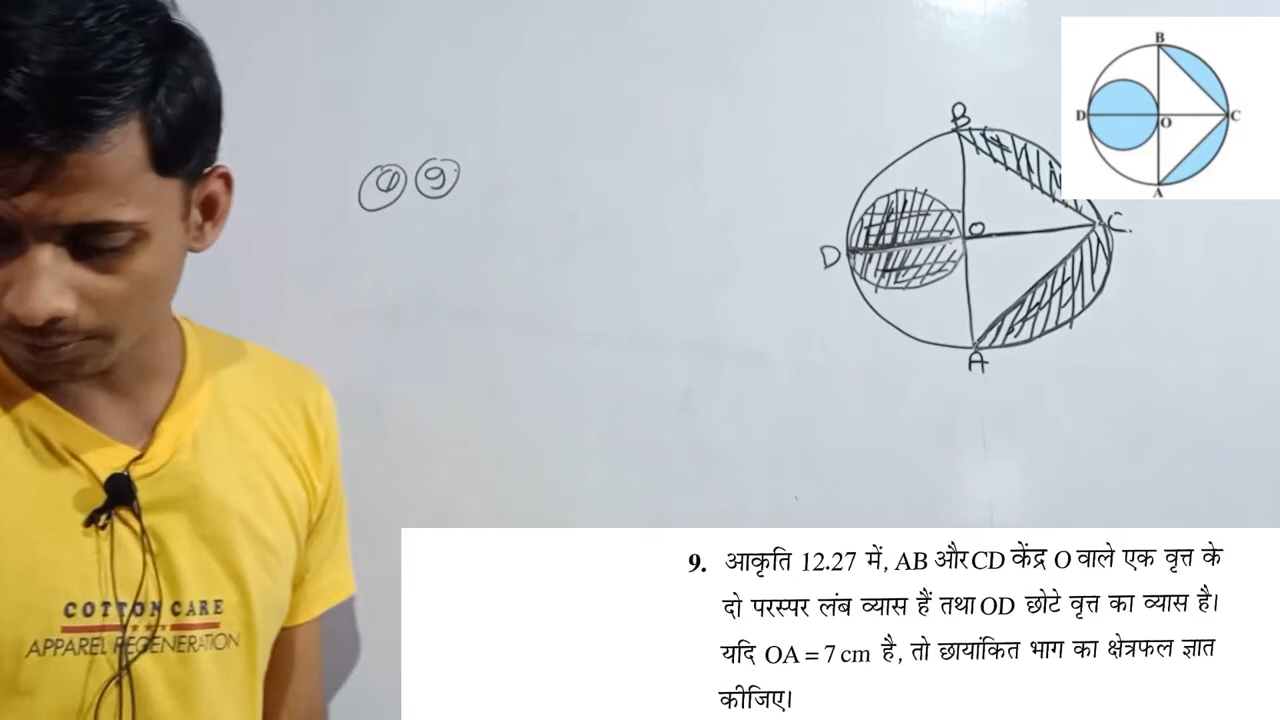 B
D
O
C
A
④ ⑨
B
O
C
D
A
COTTON CARE
APPAREL REGENERATION
9. आकृति 12.27 में, AB और CD केंद्र O वाले एक वृत्त के
दो परस्पर लंब व्यास हैं तथा OD छोटे वृत्त का व्यास है।
यदि OA = 7 cm है, तो छायांकित भाग का क्षेत्रफल ज्ञात
कीजिए।